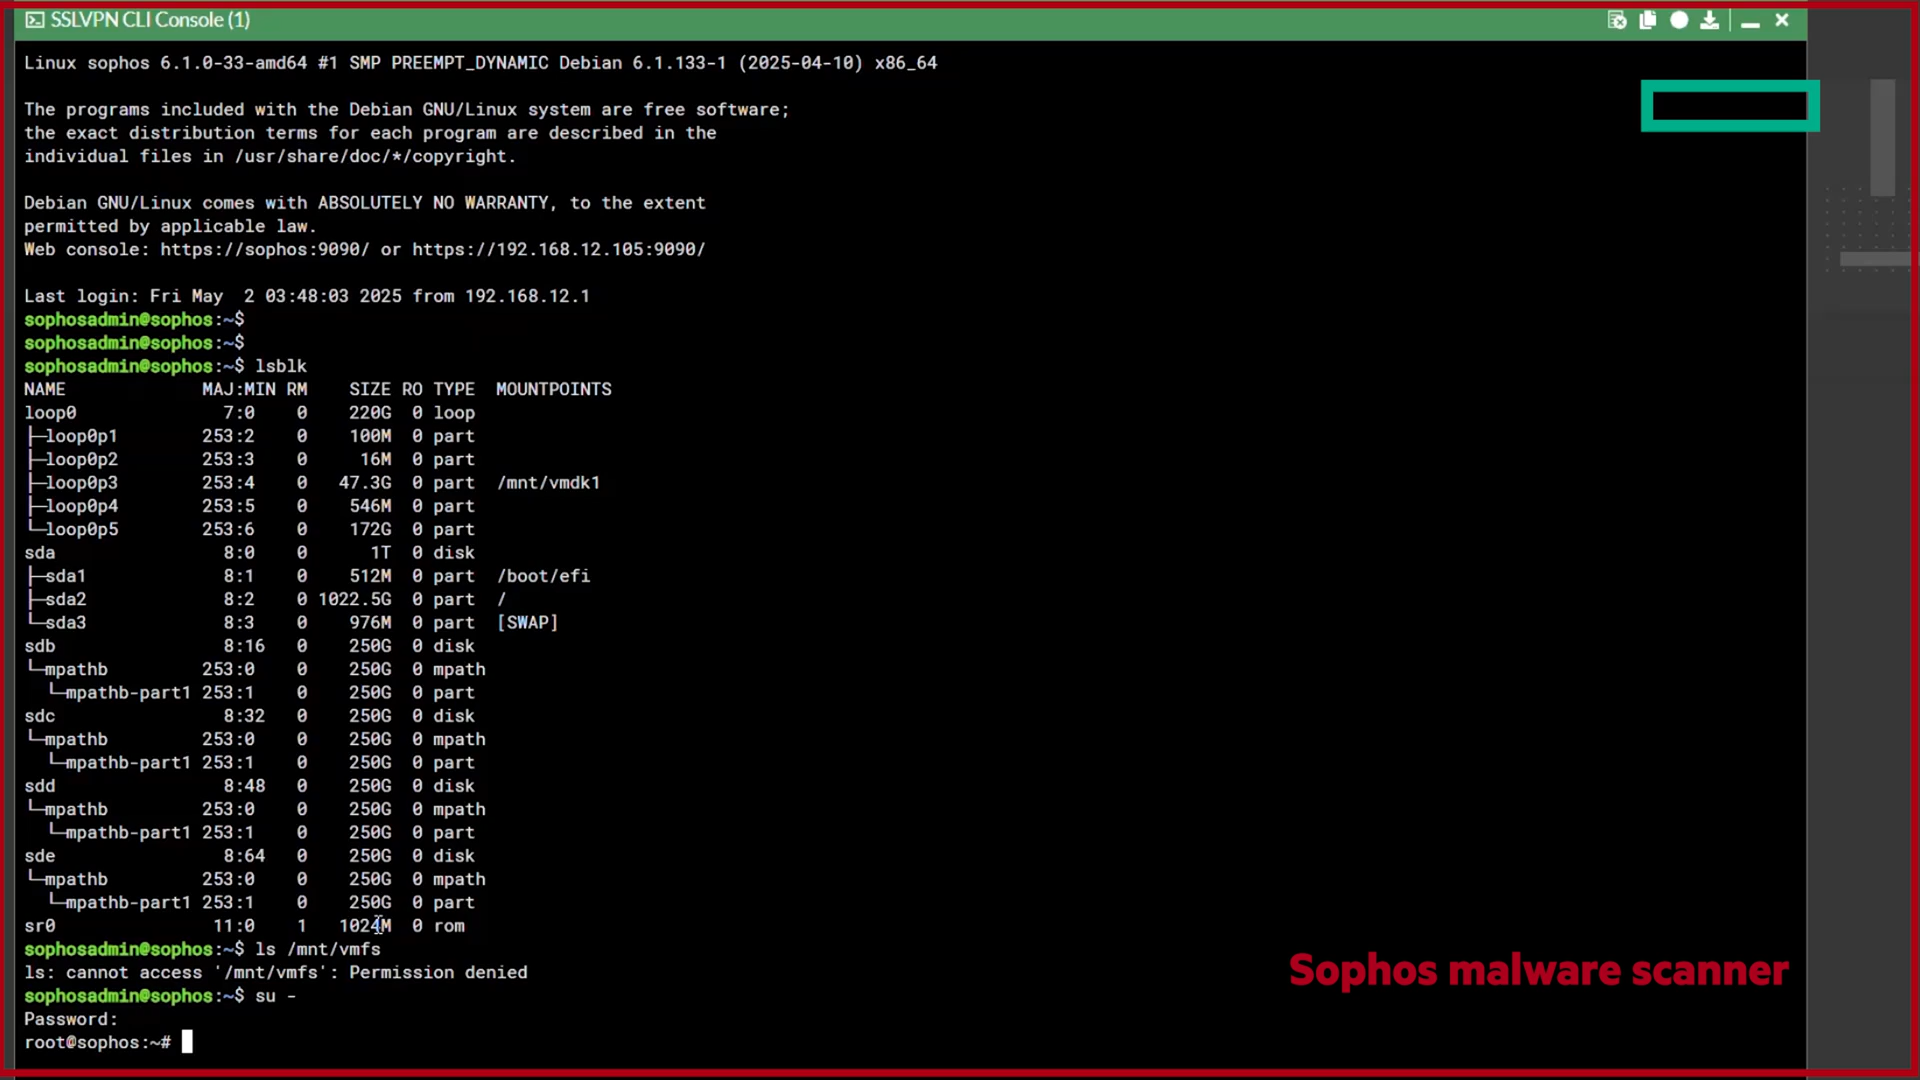 SSLVPN CLI Console (1)
Linux sophos 6.1.0-33-amd64 #1 SMP PREEMPT_DYNAMIC Debian 6.1.133-1 (2025-04-10) x86_64
The programs included with the Debian GNU/Linux system are free software;
the exact distribution terms for each program are described in the
individual files in /usr/share/doc/*/copyright.
Debian GNU/Linux comes with ABSOLUTELY NO WARRANTY, to the extent
permitted by applicable law.
Web console: https://sophos:9090/ or https://192.168.12.105:9090/
Last login: Fri May  2 03:48:03 2025 from 192.168.12.1
sophosadmin@sophos:~$
sophosadmin@sophos:~$
sophosadmin@sophos:~$ lsblk
NAME MAJ:MIN RM SIZE RO TYPE MOUNTPOINTS
loop0 7:0 0 220G 0 loop
├─loop0p1 253:2 0 100M 0 part
├─loop0p2 253:3 0 16M 0 part
├─loop0p3 253:4 0 47.3G 0 part /mnt/vmdk1
├─loop0p4 253:5 0 546M 0 part
└─loop0p5 253:6 0 172G 0 part
sda 8:0 0 1T 0 disk
├─sda1 8:1 0 512M 0 part /boot/efi
├─sda2 8:2 0 1022.5G 0 part /
└─sda3 8:3 0 976M 0 part [SWAP]
sdb 8:16 0 250G 0 disk
└─mpathb 253:0 0 250G 0 mpath
└─mpathb-part1 253:1 0 250G 0 part
sdc 8:32 0 250G 0 disk
└─mpathb 253:0 0 250G 0 mpath
└─mpathb-part1 253:1 0 250G 0 part
sdd 8:48 0 250G 0 disk
└─mpathb 253:0 0 250G 0 mpath
└─mpathb-part1 253:1 0 250G 0 part
sde 8:64 0 250G 0 disk
└─mpathb 253:0 0 250G 0 mpath
└─mpathb-part1 253:1 0 250G 0 part
sr0 11:0 1 1024M 0 rom
sophosadmin@sophos:~$ ls /mnt/vmfs
ls: cannot access '/mnt/vmfs': Permission denied
sophosadmin@sophos:~$ su -
Password:
root@sophos:~#
Sophos malware scanner